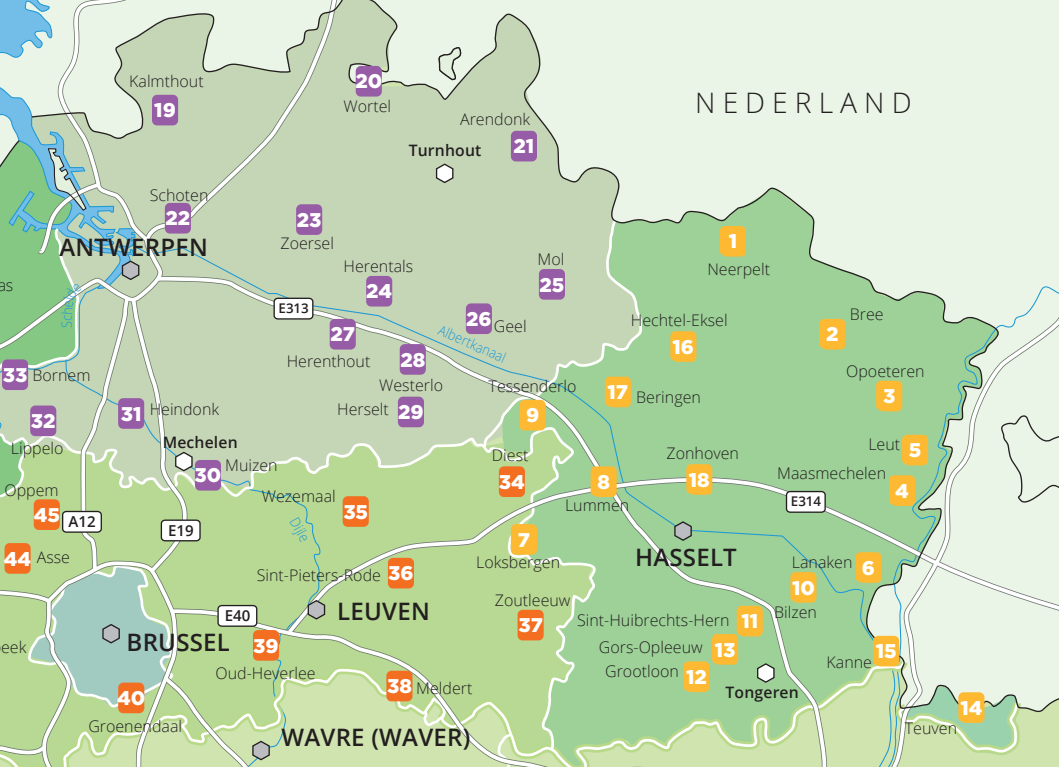 Kalmthout
19
20
Wortel
NEDERLAND
Arendonk
21
Turnhout
Schoten
22
23
Zoersel
ANTWERPEN
1
Neerpelt
Mol
25
Herentals
24
as
Schelde
E313
26
Geel
Albertkanaal
27
Herenthout
Hechtel-Eksel
16
Bree
2
28
Westerlo
33
Bornem
Opoeteren
3
Tessenderlo
9
17
Beringen
Herselt
29
32
Lippelo
31
Heindonk
Mechelen
30
Muizen
Diest
34
Zonhoven
18
Leut
5
Maasmechelen
4
8
Lummen
E314
Oppem
45
A12
E19
Wezemaal
35
Dijle
44
Asse
7
Loksbergen
HASSELT
Lanaken
6
Sint-Pieters-Rode
36
10
Bilzen
Zoutleeuw
37
E40
LEUVEN
Sint-Huibrechts-Hern
11
BRUSSEL
eek
39
Oud-Heverlee
Gors-Opleeuw
13
Grootloon
12
Tongeren
Kanne
15
40
Groenendaal
38
Meldert
14
Teuven
WAVRE (WAVER)